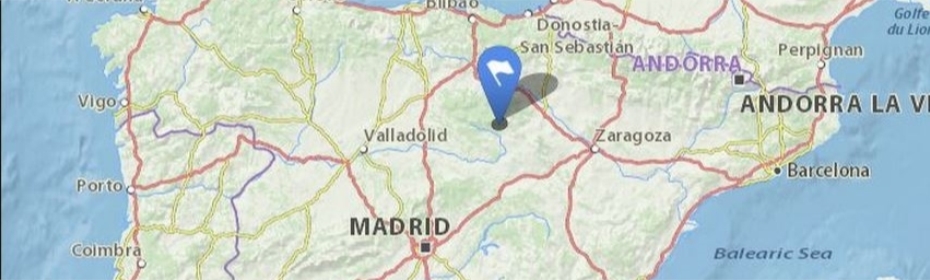 Bilbao
Golfe
du Lion
Donostia-
San Sebastián
Perpignan
ANDORRA
Vigo
ANDORRA LA VE
Valladolid
Zaragoza
Barcelona
Porto
MADRID
Coimbra
Balearic Sea